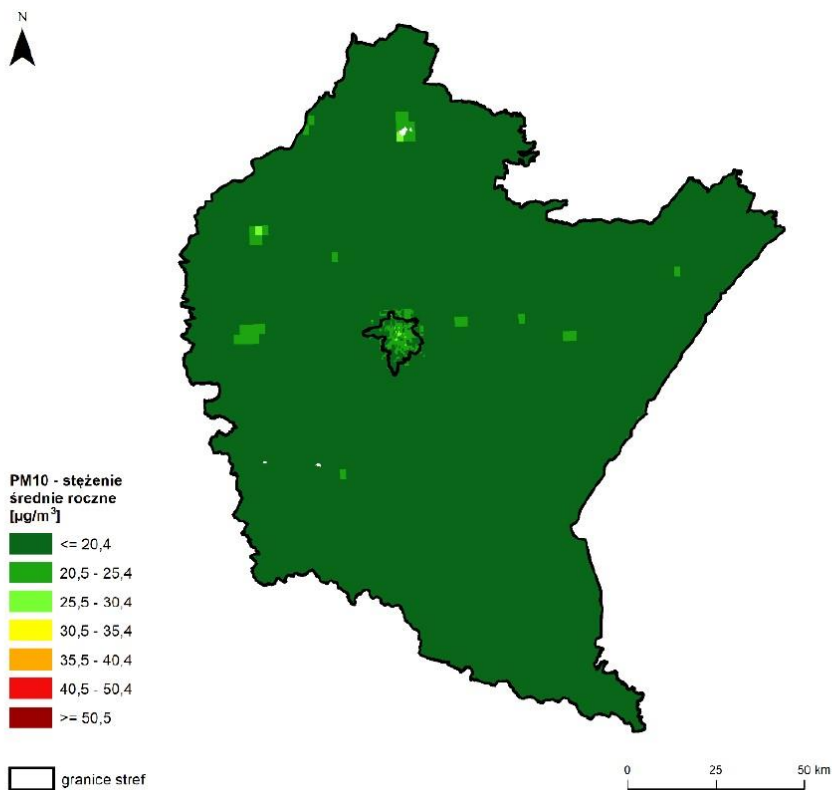 N
PM10 - stężenie
średnie roczne
[µg/m³]
<= 20,4
20,5 - 25,4
25,5 - 30,4
30,5 - 35,4
35,5 - 40,4
40,5 - 50,4
>= 50,5
granice stref
0 25 50 km